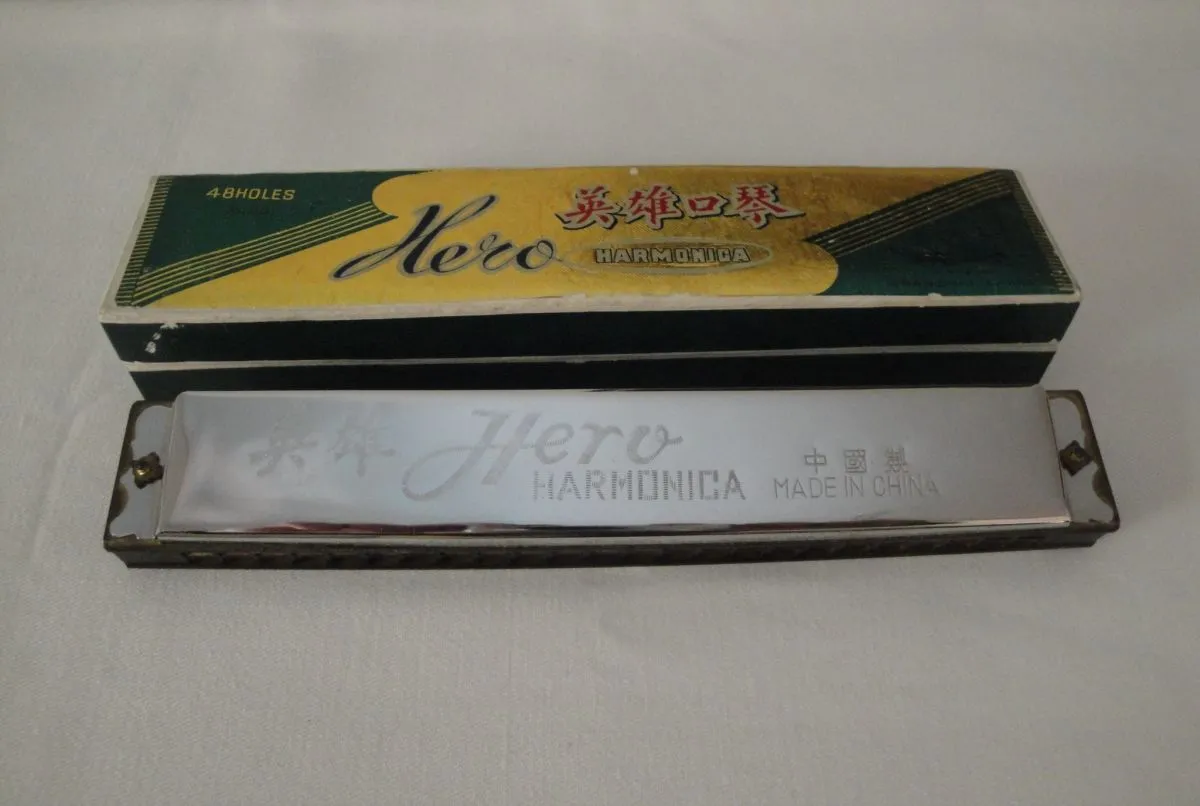 48HOLES
Hero
英雄口琴
HARMONICA
英雄 Hero
HARMONICA
中國製
MADE IN CHINA